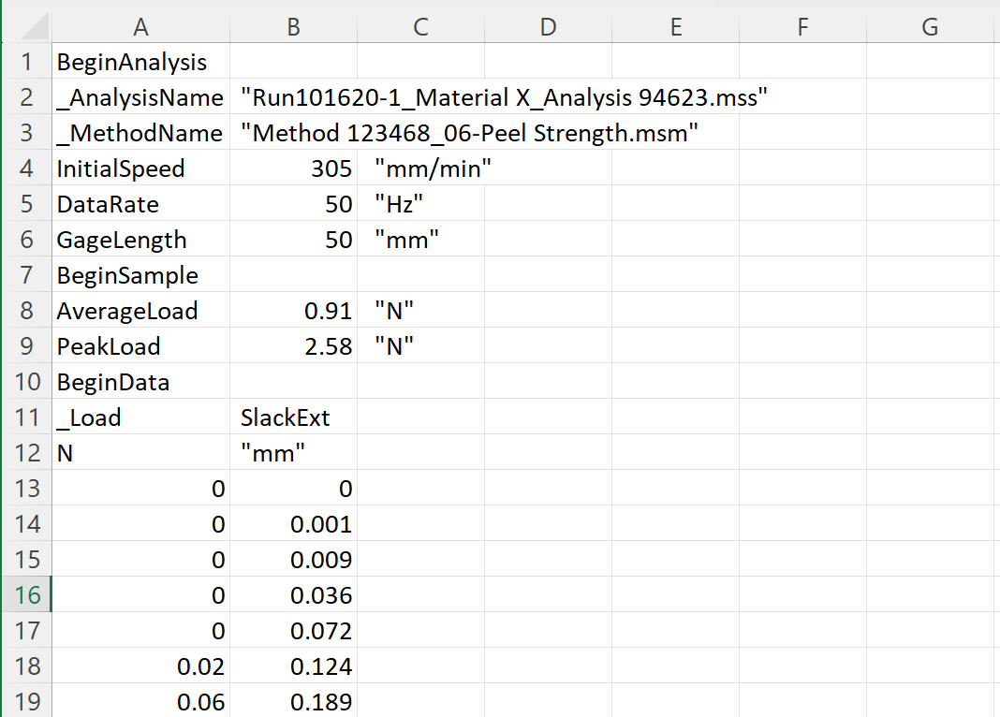 A B C D E F G
1 BeginAnalysis
2 _AnalysisName "Run101620-1_Material X_Analysis 94623.mss"
3 _MethodName "Method 123468_06-Peel Strength.msm"
4 InitialSpeed 305 "mm/min"
5 DataRate 50 "Hz"
6 GageLength 50 "mm"
7 BeginSample
8 AverageLoad 0.91 "N"
9 PeakLoad 2.58 "N"
10 BeginData
11 _Load SlackExt
12 N "mm"
13 0 0
14 0 0.001
15 0 0.009
16 0 0.036
17 0 0.072
18 0.02 0.124
19 0.06 0.189